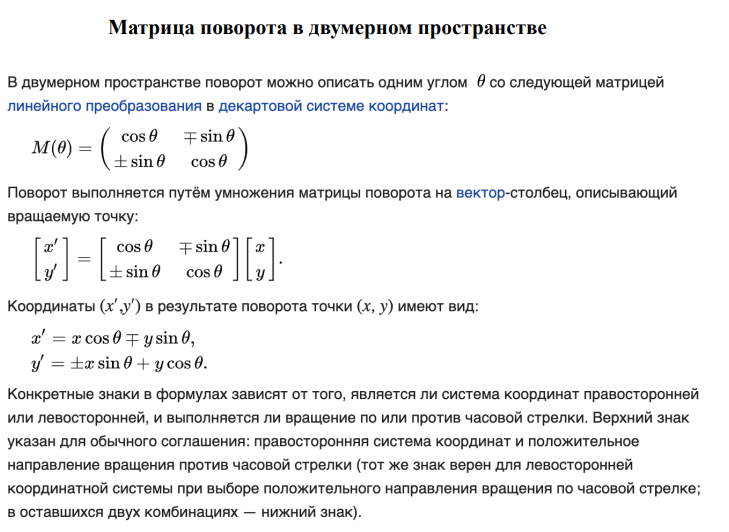 Матрица поворота в двумерном пространстве
В двумерном пространстве поворот можно описать одним углом θ со следующей матрицей
линейного преобразования в декартовой системе координат:
M(θ) = ( cos θ ∓ sin θ
± sin θ cos θ )
Поворот выполняется путём умножения матрицы поворота на вектор-столбец, описывающий
вращаемую точку:
[ x′ ] = [ cos θ ∓ sin θ ] [ x ]
[ y′ ] [ ± sin θ cos θ ] [ y ] .
Координаты (x′,y′) в результате поворота точки (x, y) имеют вид:
x′ = x cos θ ∓ y sin θ,
y′ = ±x sin θ + y cos θ.
Конкретные знаки в формулах зависят от того, является ли система координат правосторонней
или левосторонней, и выполняется ли вращение по или против часовой стрелки. Верхний знак
указан для обычного соглашения: правосторонняя система координат и положительное
направление вращения против часовой стрелки (тот же знак верен для левосторонней
координатной системы при выборе положительного направления вращения по часовой стрелке;
в оставшихся двух комбинациях — нижний знак).